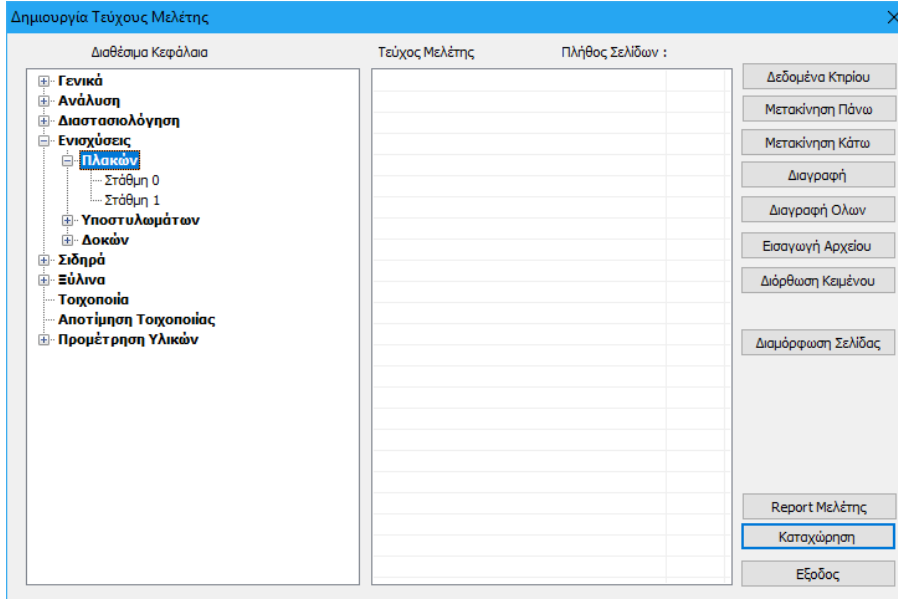 Δημιουργία Τεύχους Μελέτης
Διαθέσιμα Κεφάλαια
Τεύχος Μελέτης
Πλήθος Σελίδων :
Γενικά
Ανάλυση
Διαστασιολόγηση
Ενισχύσεις
Πλακών
Στάθμη 0
Στάθμη 1
Υποστυλωμάτων
Δοκών
Σιδηρά
Ξύλινα
Τοιχοποιία
Αποτίμηση Τοιχοποιίας
Προμέτρηση Υλικών
Δεδομένα Κτιρίου
Μετακίνηση Πάνω
Μετακίνηση Κάτω
Διαγραφή
Διαγραφή Ολων
Εισαγωγή Αρχείου
Διόρθωση Κειμένου
Διαμόρφωση Σελίδας
Report Μελέτης
Καταχώρηση
Εξοδος